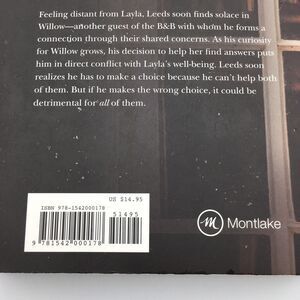 Feeling distant from Layla, Leeds soon finds solace in
Willow—another guest of the B&B with whom he forms a
connection through their shared concerns. As his curiosity
for Willow grows, his decision to help her find answers puts
him in direct conflict with Layla's well-being. Leeds soon
realizes he has to make a choice because he can't help both
of them. But if he makes the wrong choice, it could be
detrimental for all of them.
US $14.95
ISBN 978-1542000178
51495
9 781542 000178
M Montlake